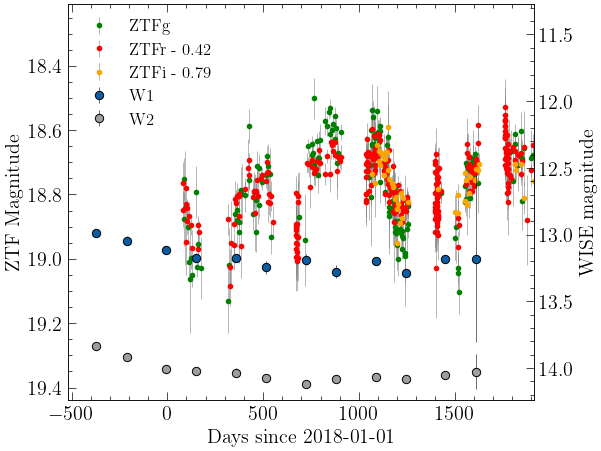 ZTFg
ZTFr - 0.42
ZTFi - 0.79
W1
W2
18.4
18.6
18.8
19.0
19.2
19.4
ZTF Magnitude
11.5
12.0
12.5
13.0
13.5
14.0
WISE magnitude
−500
0
500
1000
1500
Days since 2018-01-01